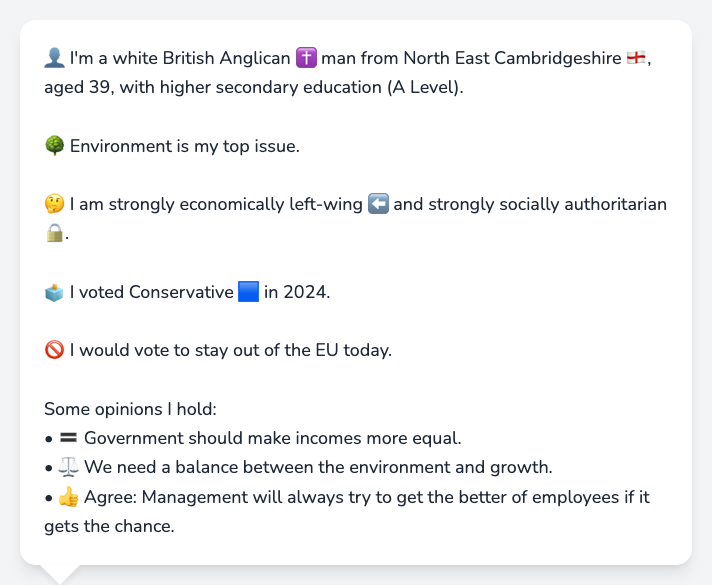 👤 I'm a white British Anglican ✝️ man from North East Cambridgeshire 🏴󠁧󠁢󠁥󠁮󠁧󠁿,
aged 39, with higher secondary education (A Level).
🌳 Environment is my top issue.
🤔 I am strongly economically left-wing ⬅️ and strongly socially authoritarian
🔒.
🗳️ I voted Conservative 🟦 in 2024.
🚫 I would vote to stay out of the EU today.
Some opinions I hold:
• 🟰 Government should make incomes more equal.
• ⚖️ We need a balance between the environment and growth.
• 👍 Agree: Management will always try to get the better of employees if it
gets the chance.